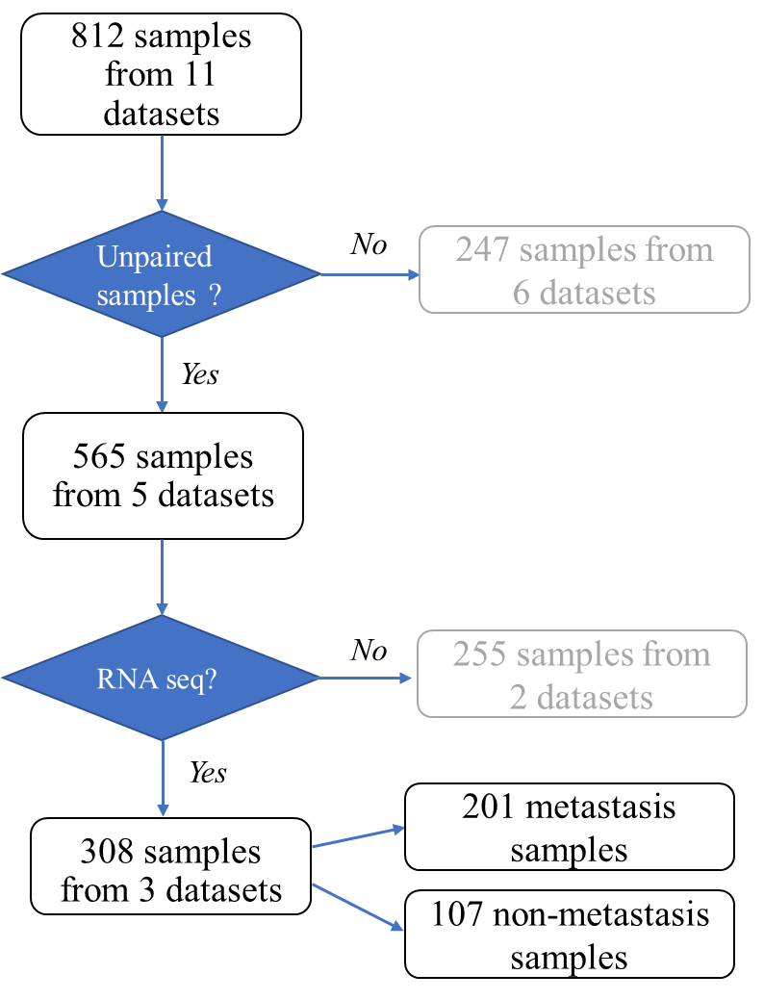 812 samples
from 11
datasets
Unpaired
samples ?
No
247 samples from
6 datasets
Yes
565 samples
from 5 datasets
RNA seq?
No
255 samples from
2 datasets
Yes
308 samples
from 3 datasets
201 metastasis
samples
107 non-metastasis
samples